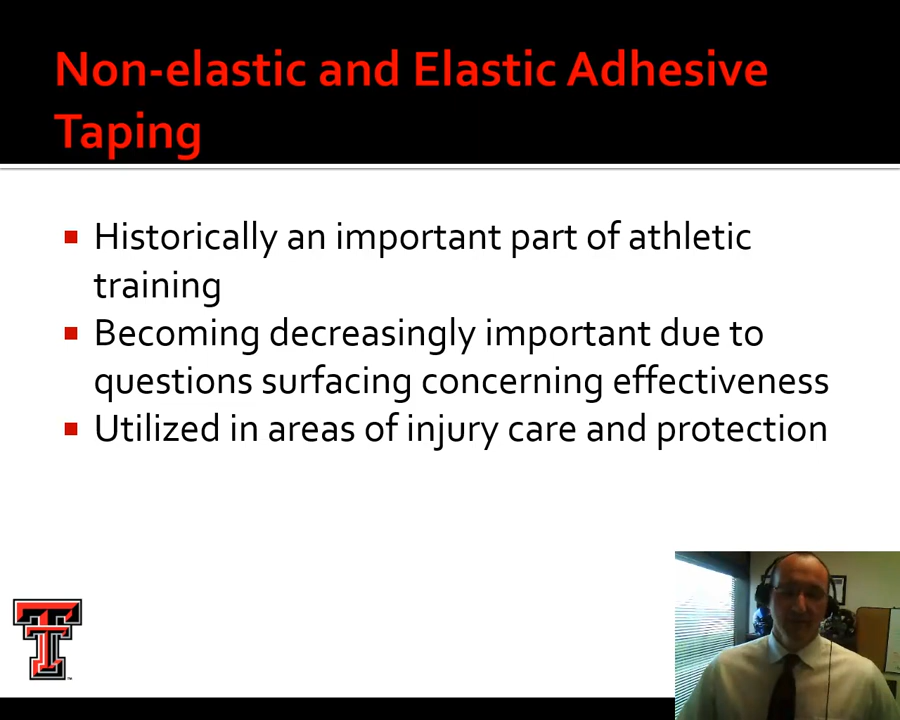 Non-elastic and Elastic Adhesive
Taping
Historically an important part of athletic
training
Becoming decreasingly important due to
questions surfacing concerning effectiveness
Utilized in areas of injury care and protection